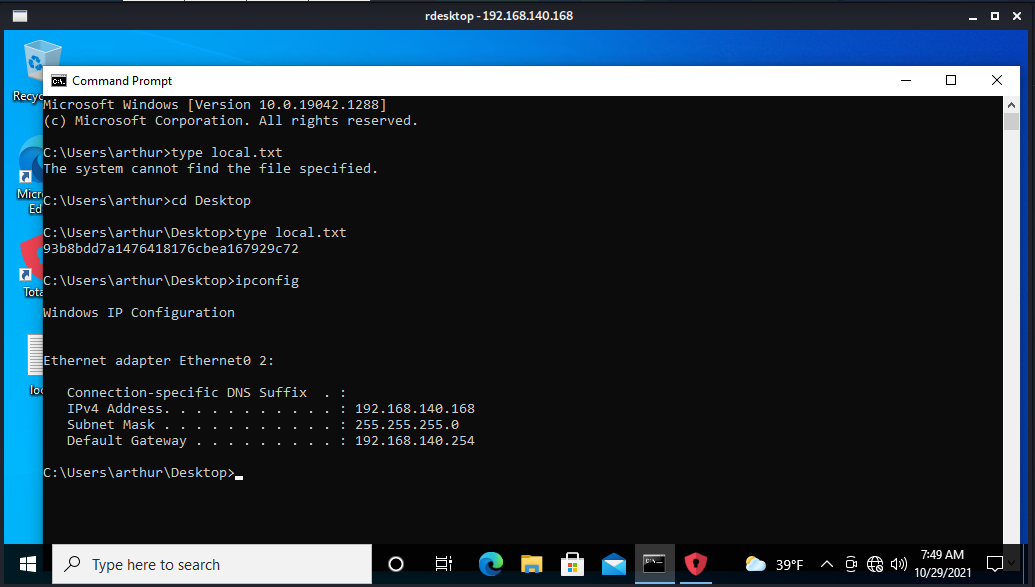 rdesktop - 192.168.140.168
Recyc
Command Prompt
Microsoft Windows [Version 10.0.19042.1288]
(c) Microsoft Corporation. All rights reserved.
C:\Users\arthur>type local.txt
The system cannot find the file specified.
Micro
Ed
C:\Users\arthur>cd Desktop
C:\Users\arthur\Desktop>type local.txt
93b8bdd7a1476418176cbea167929c72
C:\Users\arthur\Desktop>ipconfig
Tota
Windows IP Configuration
Ethernet adapter Ethernet0 2:
loc
Connection-specific DNS Suffix  . :
IPv4 Address. . . . . . . . . . . : 192.168.140.168
Subnet Mask . . . . . . . . . . . : 255.255.255.0
Default Gateway . . . . . . . . . : 192.168.140.254
C:\Users\arthur\Desktop>
Type here to search
39°F
7:49 AM
10/29/2021